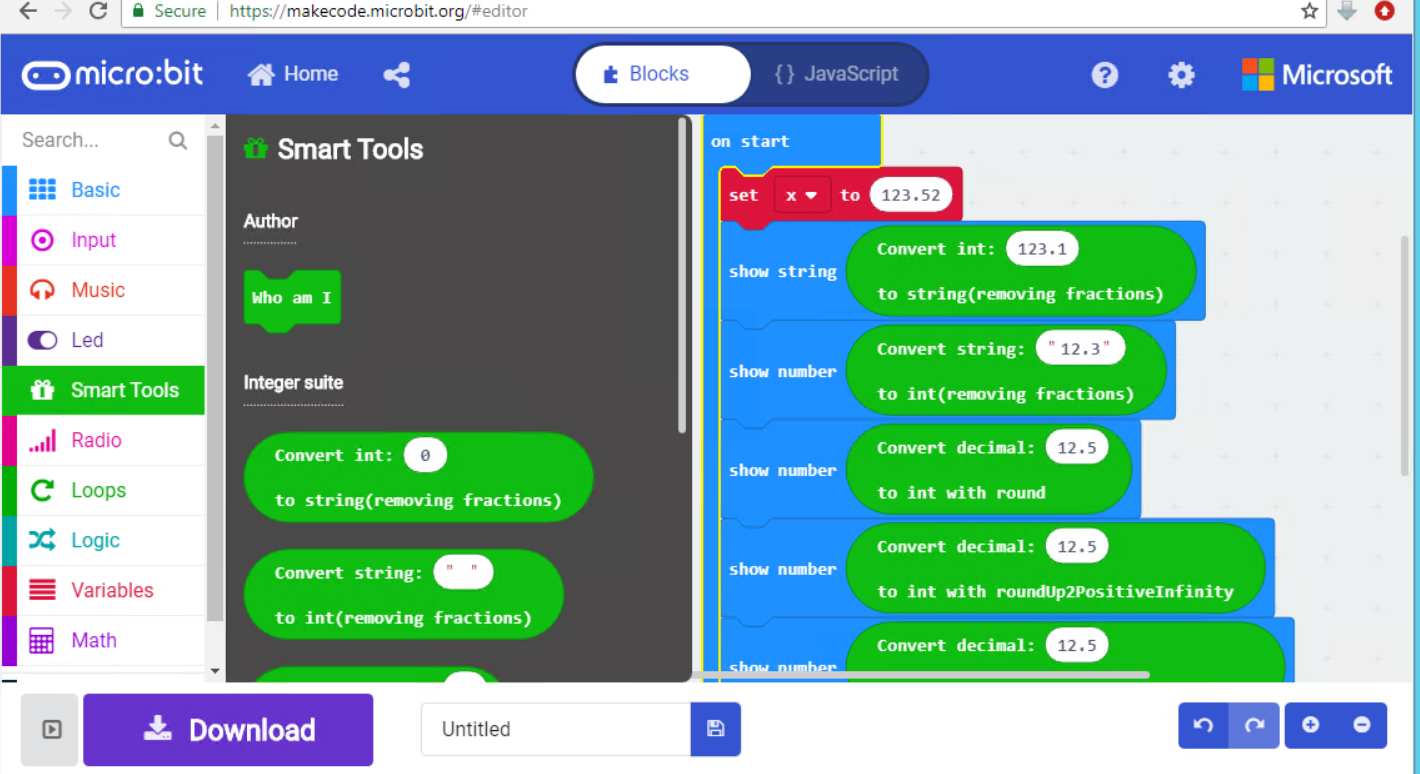 Secure https://makecode.microbit.org/#editor
micro:bit Home Blocks {} JavaScript ? Microsoft
Search...
Basic
Input
Music
Led
Smart Tools
Radio
Loops
Logic
Variables
Math
Smart Tools
Author
Who am I
Integer suite
Convert int: 0
to string(removing fractions)
Convert string: " "
to int(removing fractions)
on start
set x to 123.52
show string
Convert int: 123.1
to string(removing fractions)
show number
Convert string: "12.3"
to int(removing fractions)
show number
Convert decimal: 12.5
to int with round
show number
Convert decimal: 12.5
to int with roundUp2PositiveInfinity
show number
Convert decimal: 12.5
Download
Untitled